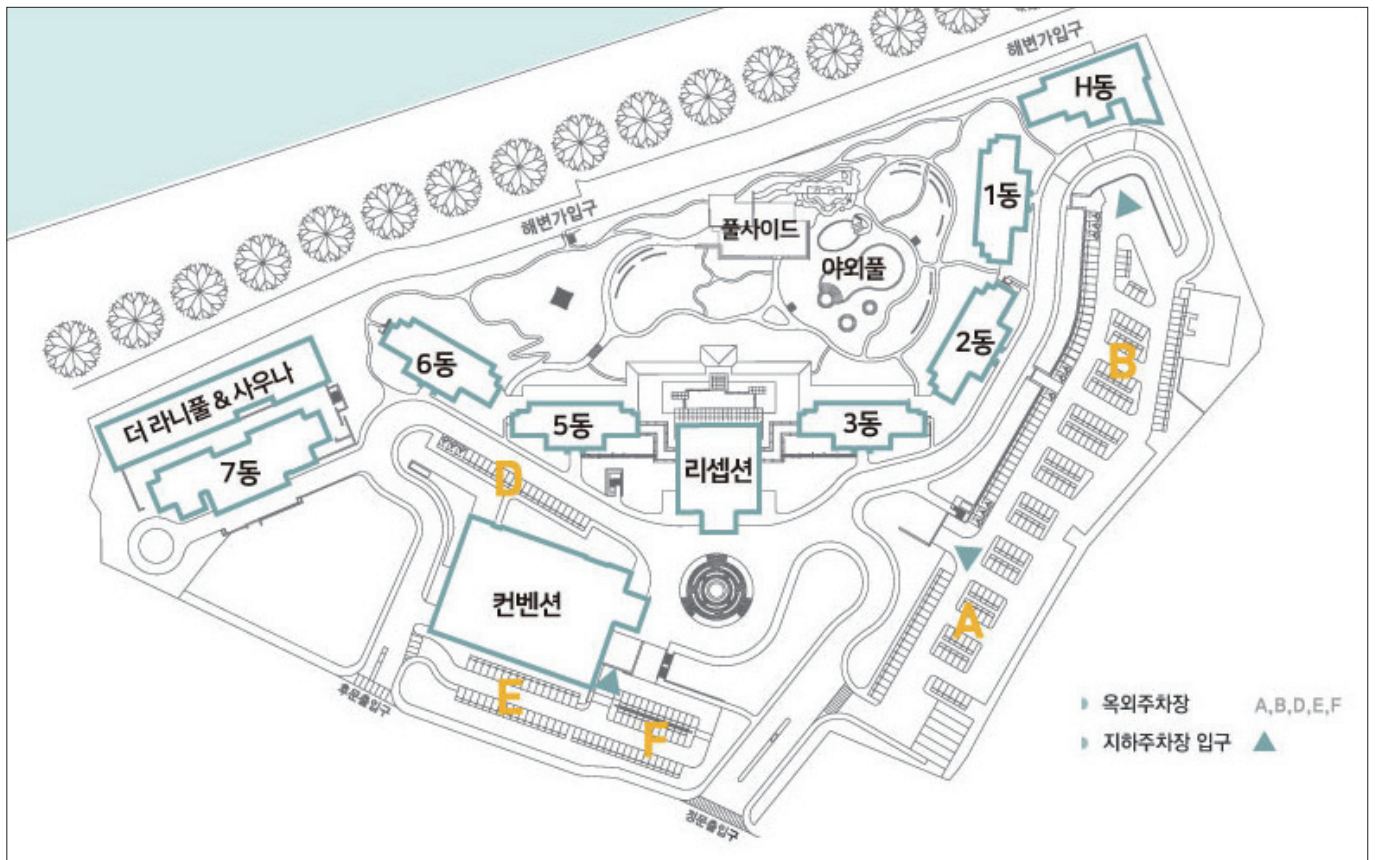 해변가입구
H동
1동
해변가입구
풀사이드
야외풀
2동
B
6동
더 라니풀 & 사우나
5동
3동
7동
리셉션
D
컨벤션
A
E
후문출입구
F
옥외주차장 A,B,D,E,F
지하주차장 입구
정문출입구